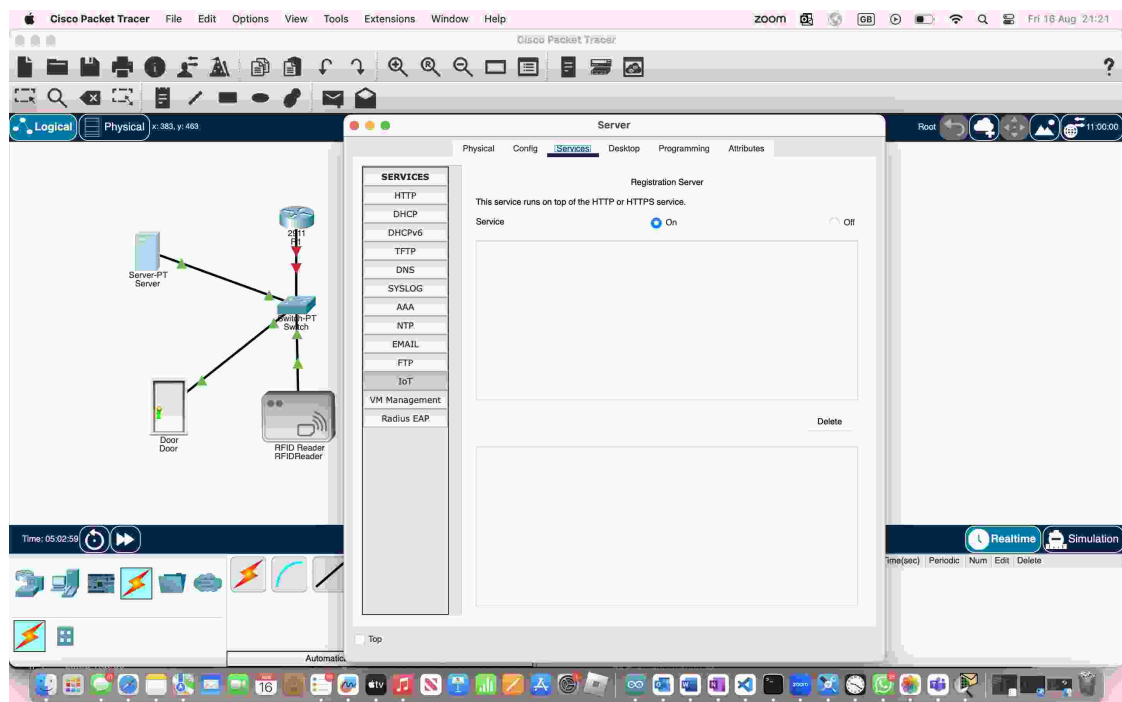 Cisco Packet Tracer File Edit Options View Tools Extensions Window Help zoom GB Fri 16 Aug 21:21
Cisco Packet Tracer
?
Logical Physical x: 383, y: 463
Root 11:00:00
Server
Physical Config Services Desktop Programming Attributes
SERVICES
HTTP
DHCP
DHCPv6
TFTP
DNS
SYSLOG
AAA
NTP
EMAIL
FTP
IoT
VM Management
Radius EAP
Registration Server
This service runs on top of the HTTP or HTTPS service.
Service On Off
Delete
Top
2911
R1
Server-PT
Server
Switch-PT
Switch
Door
Door
RFID Reader
RFIDReader
Time: 05:02:59
Realtime Simulation
Time(sec) Periodic Num Edit Delete
Automatic
16
tv
zoom